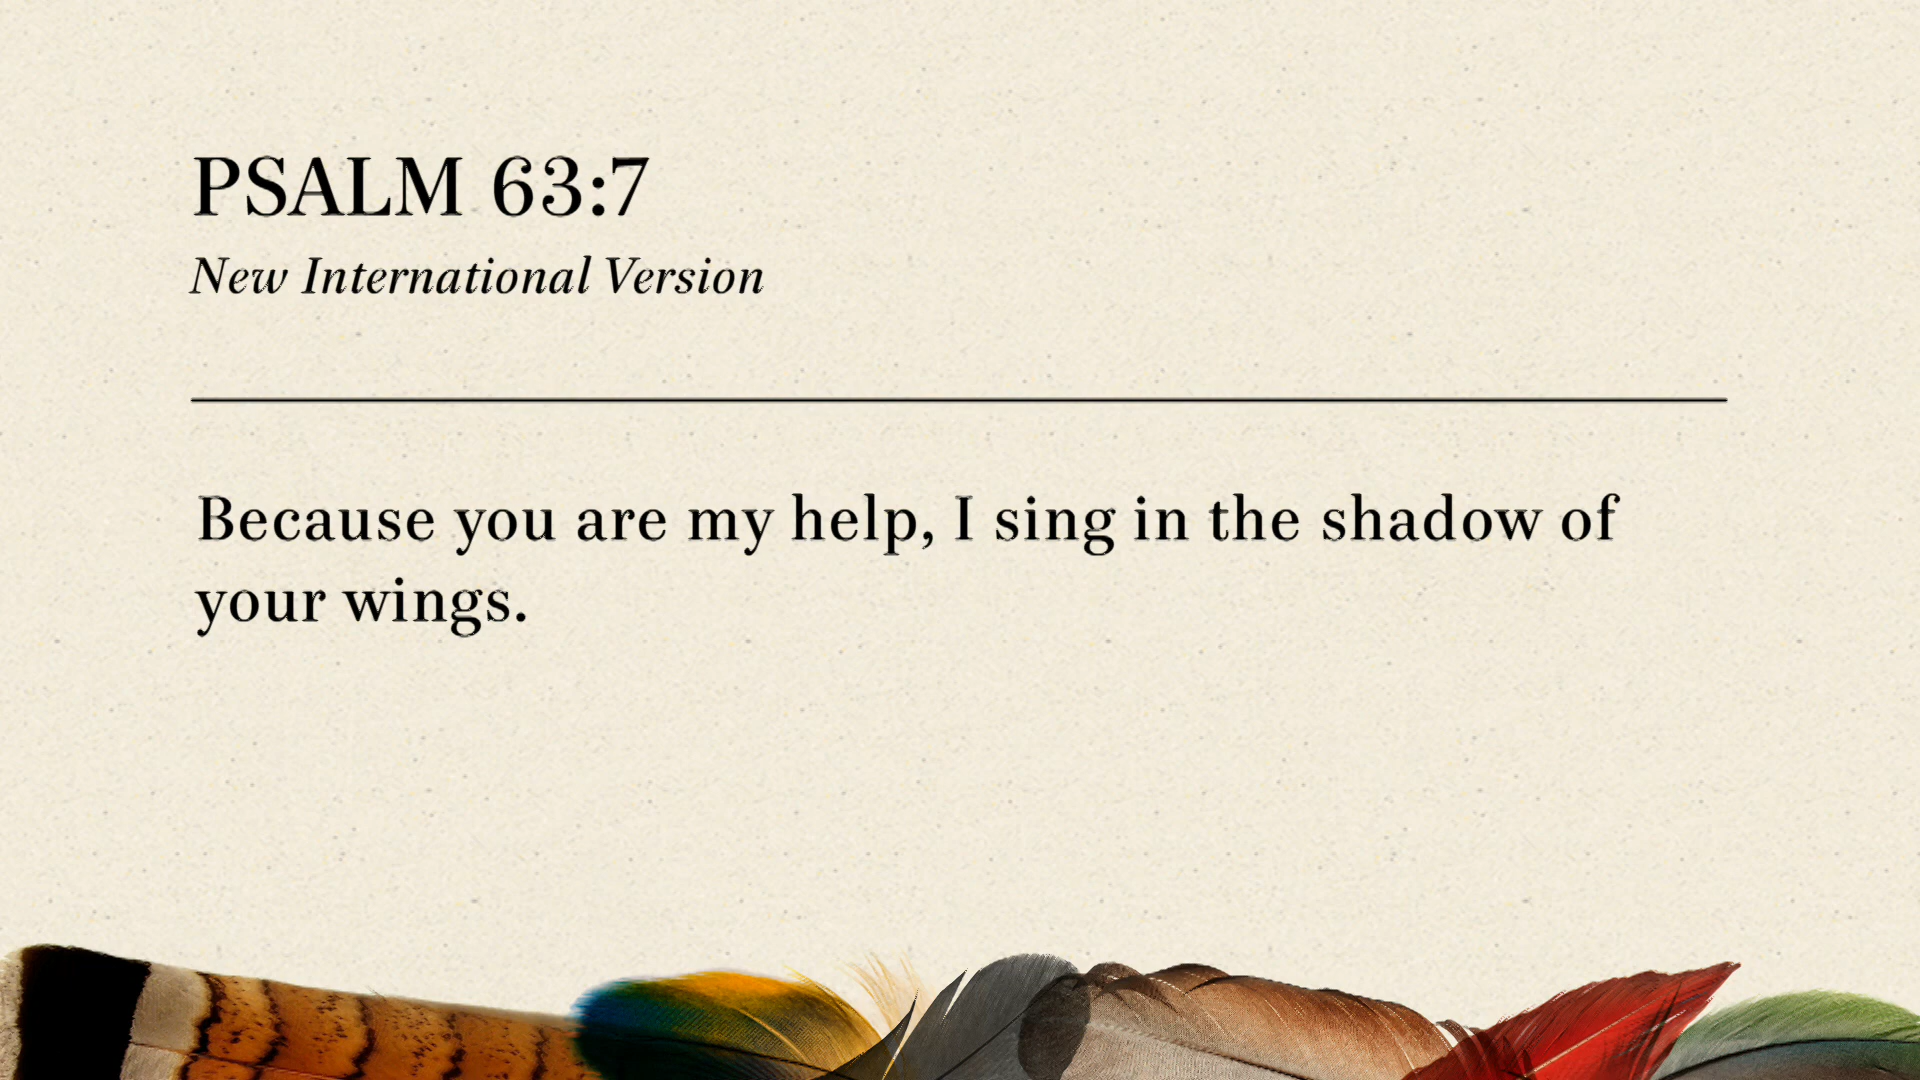 PSALM 63:7
New International Version
Because you are my help, I sing in the shadow of
your wings.